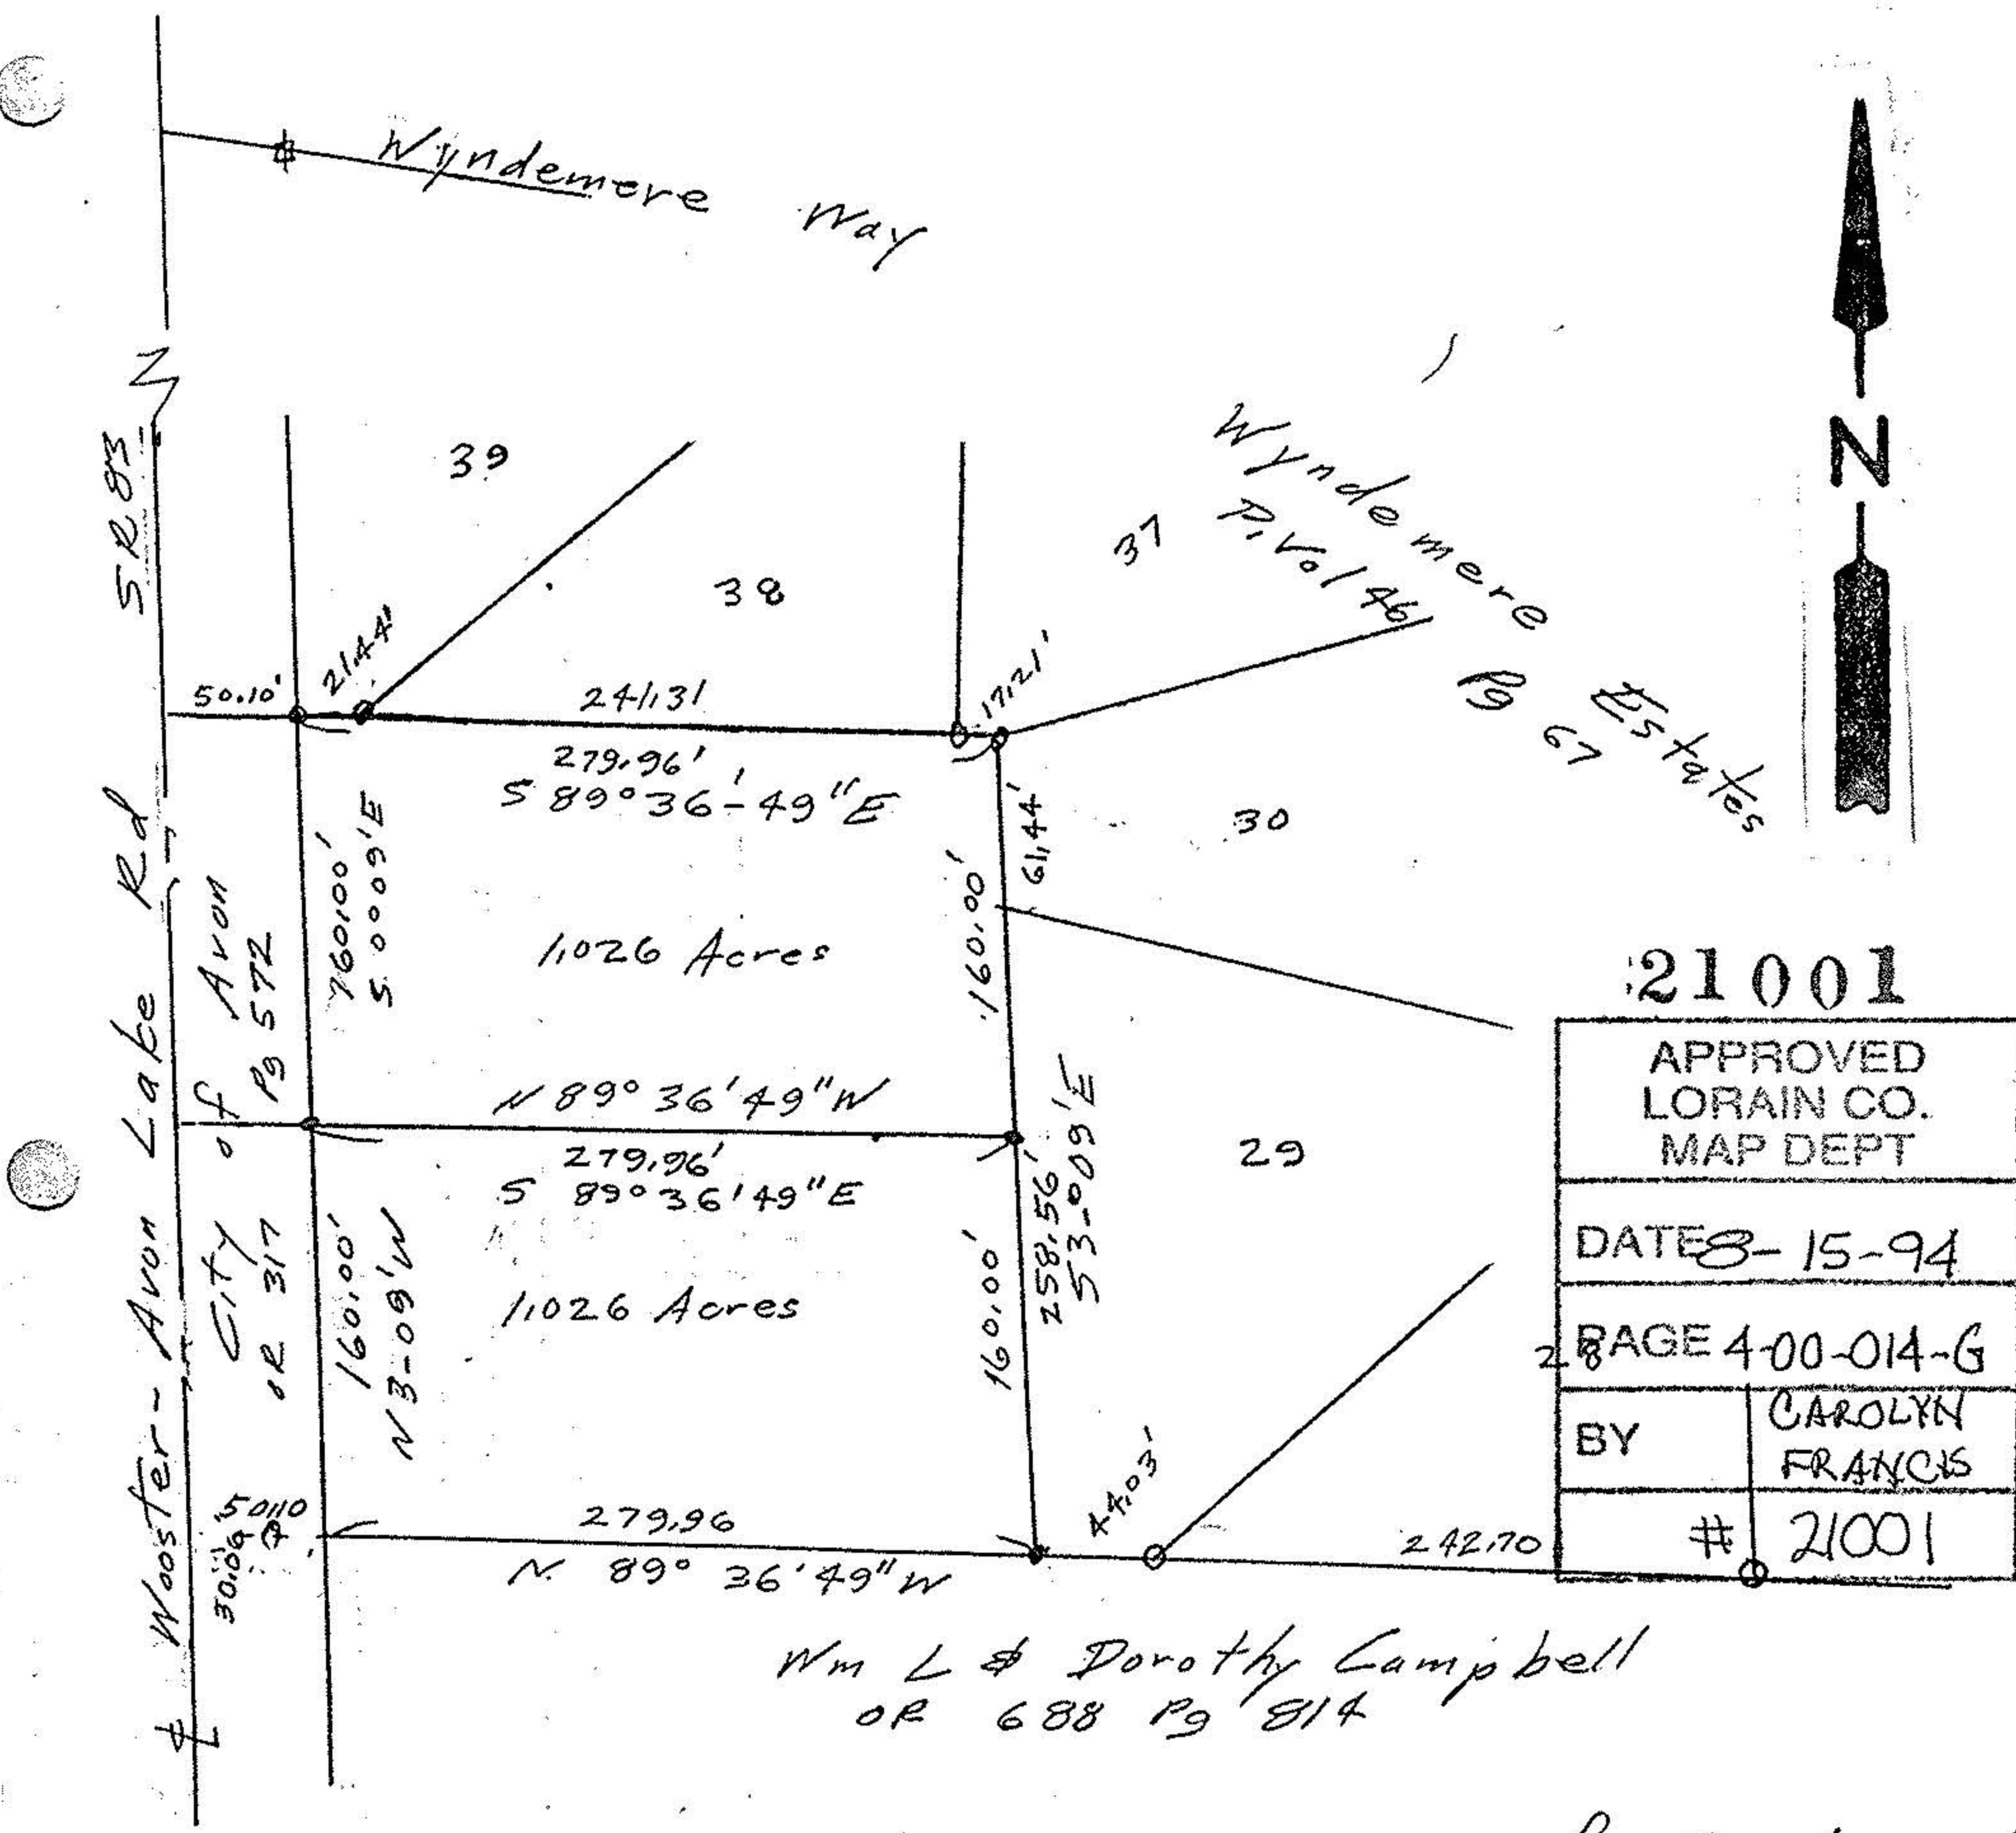 Wyndemere Way
N
SR 83
39
38
37
Wyndemere Estates
P. Vol 46
Pg 67
50.10'
21.44'
241.31
17.21'
279.96'
S 89° 36'-49"E
30
61.44'
160.00'
S.0°09'E
160.00'
1.026 Acres
Wooster-Avon Lake Rd
City of Avon
OR 317 Pg 572
N 89° 36' 49"W
279.96'
S 89° 36' 49"E
29
258.56'
S3-°09'E
160.00'
N3-09'W
160.00'
1.026 Acres
50.10
30.06'
279.96
N. 89° 36' 49"W
44.03'
242.70
28
Wm L & Dorothy Campbell
OR 688 Pg 814
21001
APPROVED
LORAIN CO.
MAP DEPT
DATE 8-15-94
PAGE 4-00-014-G
BY CAROLYN
FRANCIS
# 21001